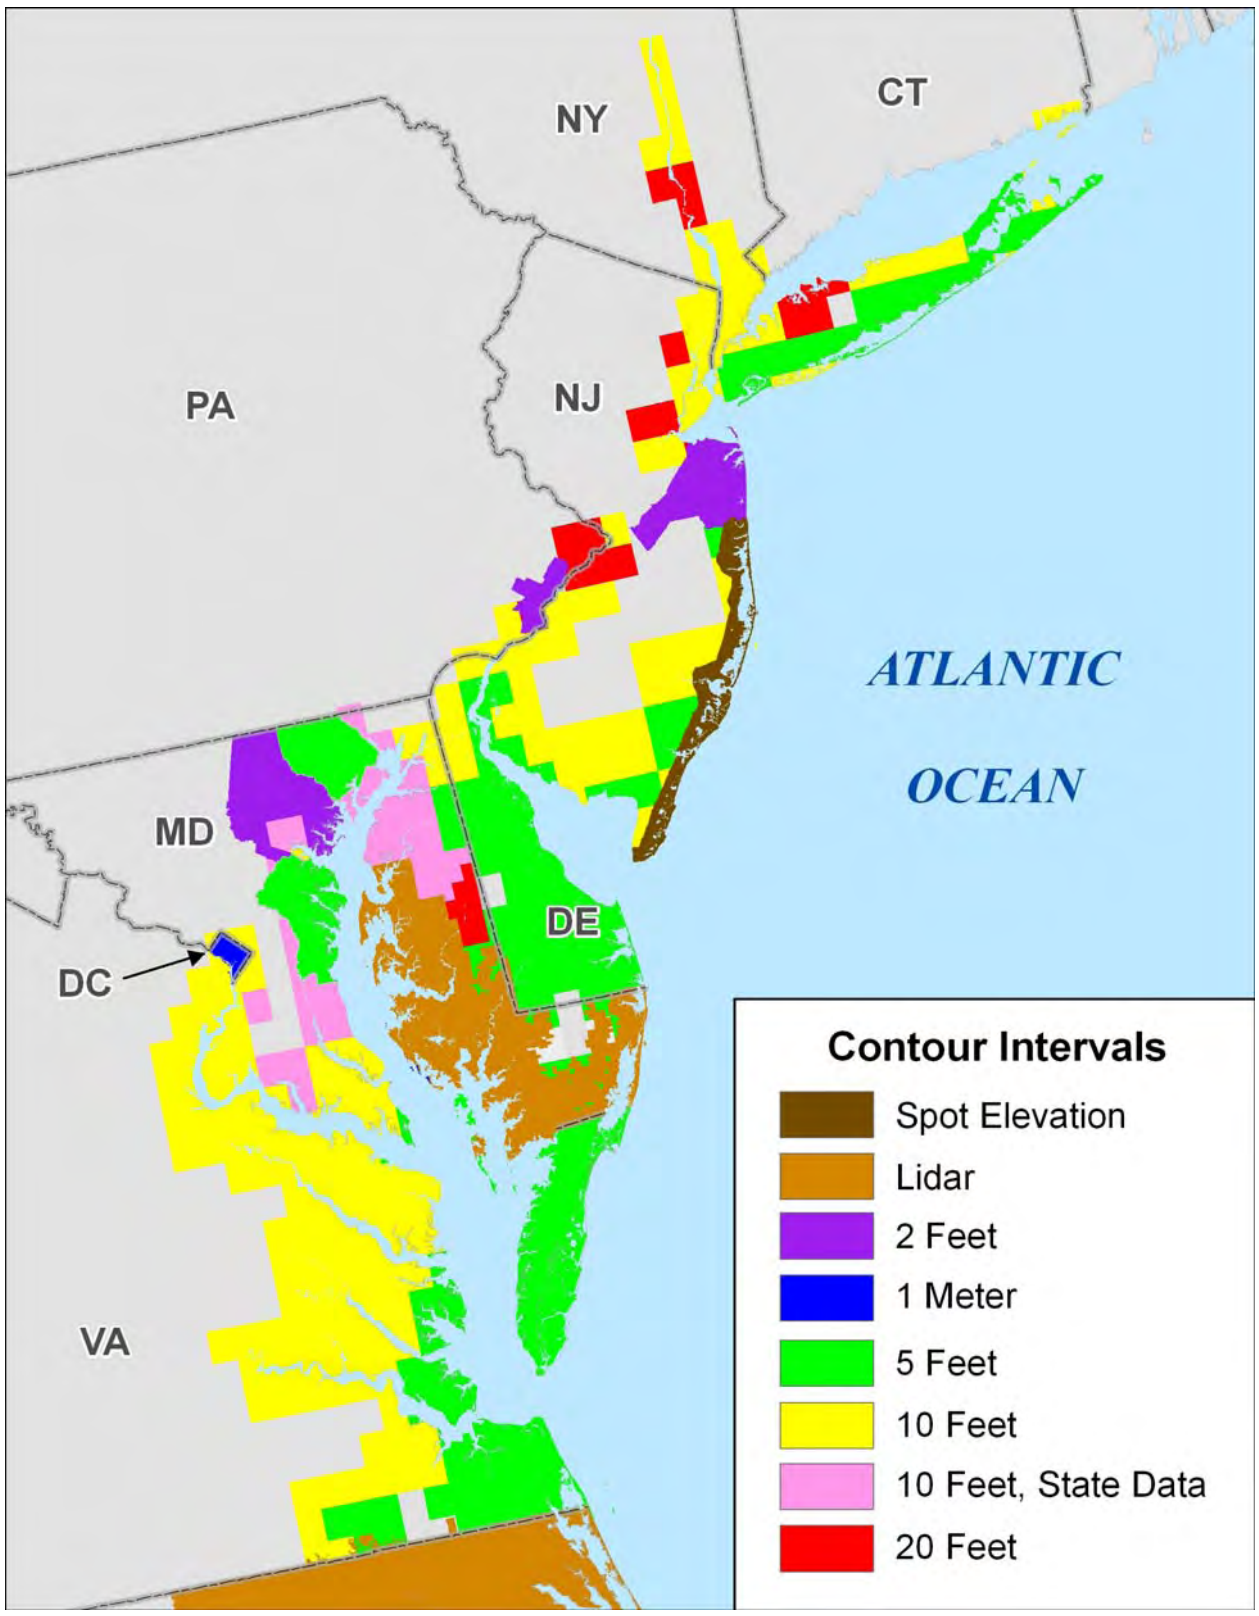 NY
CT
PA
NJ
ATLANTIC
OCEAN
MD
DE
DC
VA
Contour Intervals
Spot Elevation
Lidar
2 Feet
1 Meter
5 Feet
10 Feet
10 Feet, State Data
20 Feet